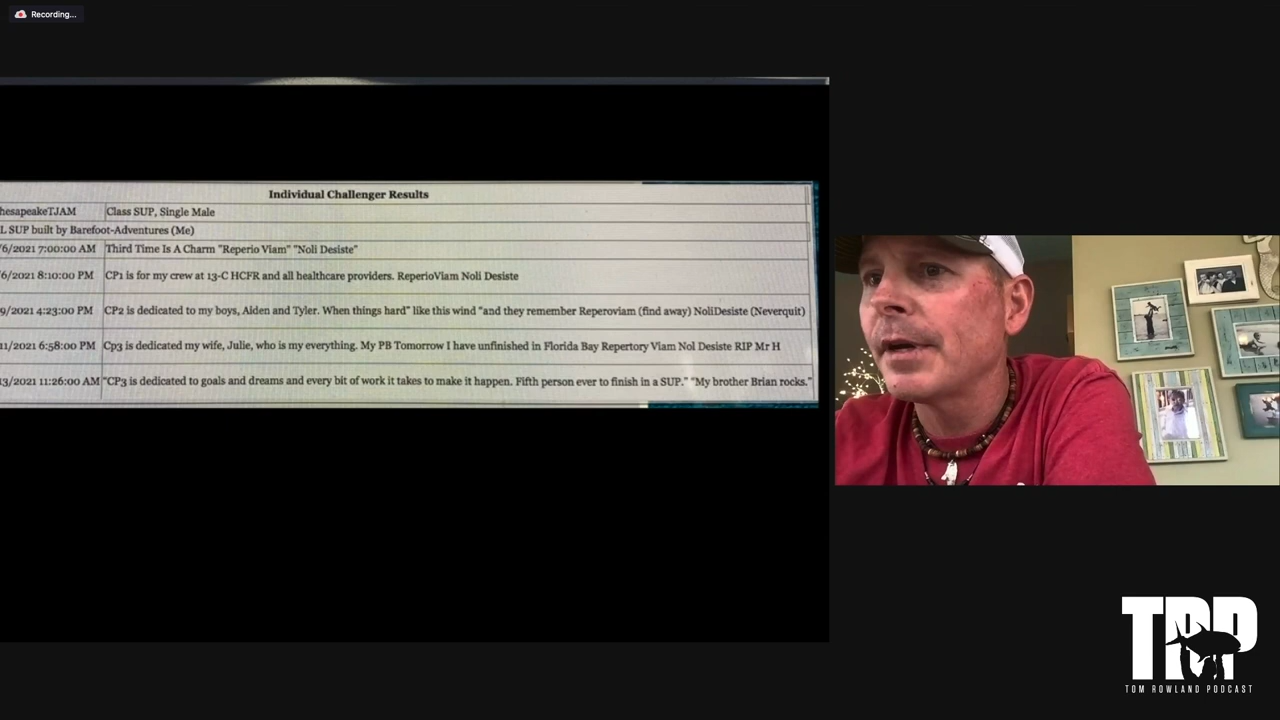 Recording...
Individual Challenger Results
hesapeakeTJAM Class SUP, Single Male
L SUP built by Barefoot-Adventures (Me)
/6/2021 7:00:00 AM Third Time Is A Charm "Reperio Viam" "Noli Desiste"
/6/2021 8:10:00 PM CP1 is for my crew at 13-C HCFR and all healthcare providers. ReperioViam Noli Desiste
9/2021 4:23:00 PM CP2 is dedicated to my boys, Aiden and Tyler. When things hard" like this wind "and they remember Reperoviam (find away) NoliDesiste (Neverquit)
11/2021 6:58:00 PM Cp3 is dedicated my wife, Julie, who is my everything. My PB Tomorrow I have unfinished in Florida Bay Repertory Viam Nol Desiste RIP Mr H
13/2021 11:26:00 AM "CP3 is dedicated to goals and dreams and every bit of work it takes to make it happen. Fifth person ever to finish in a SUP." "My brother Brian rocks."
TRP
TOM ROWLAND PODCAST